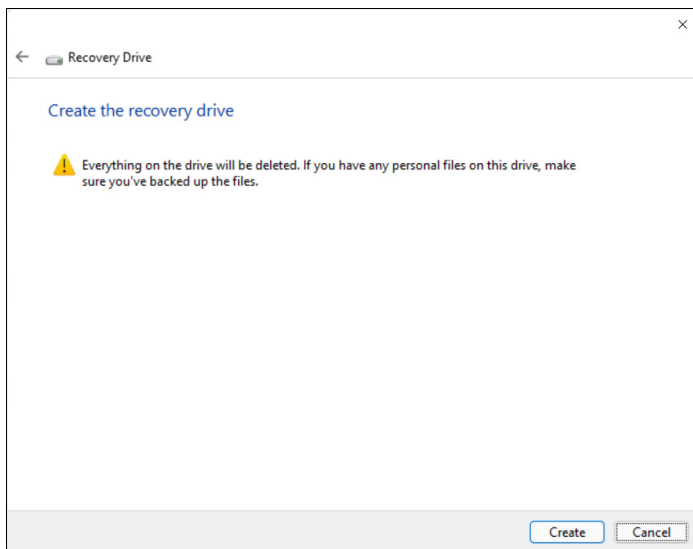 Recovery Drive
Create the recovery drive
Everything on the drive will be deleted. If you have any personal files on this drive, make
sure you've backed up the files.
Create Cancel